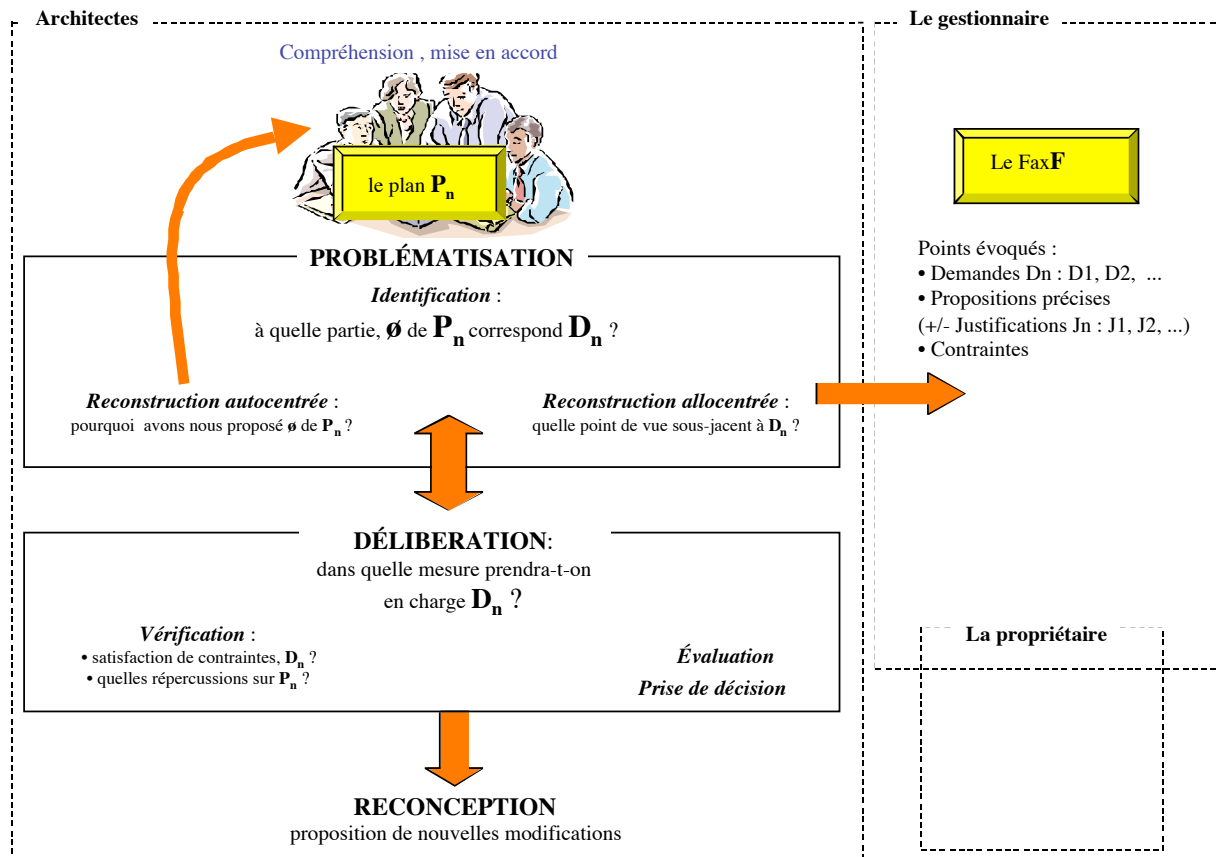 Architectes
Compréhension , mise en accord
le plan Pn
PROBLÉMATISATION
Identification :
à quelle partie, ø de Pn correspond Dn ?
Reconstruction autocentrée :
pourquoi avons nous proposé ø de Pn ?
Reconstruction allocentrée :
quelle point de vue sous-jacent à Dn ?
DÉLIBERATION:
dans quelle mesure prendra-t-on
en charge Dn ?
Vérification :
• satisfaction de contraintes, Dn ?
• quelles répercussions sur Pn ?
Évaluation
Prise de décision
RECONCEPTION
proposition de nouvelles modifications
Le gestionnaire
Le FaxF
Points évoqués :
• Demandes Dn : D1, D2, ...
• Propositions précises
(+/- Justifications Jn : J1, J2, ...)
• Contraintes
La propriétaire